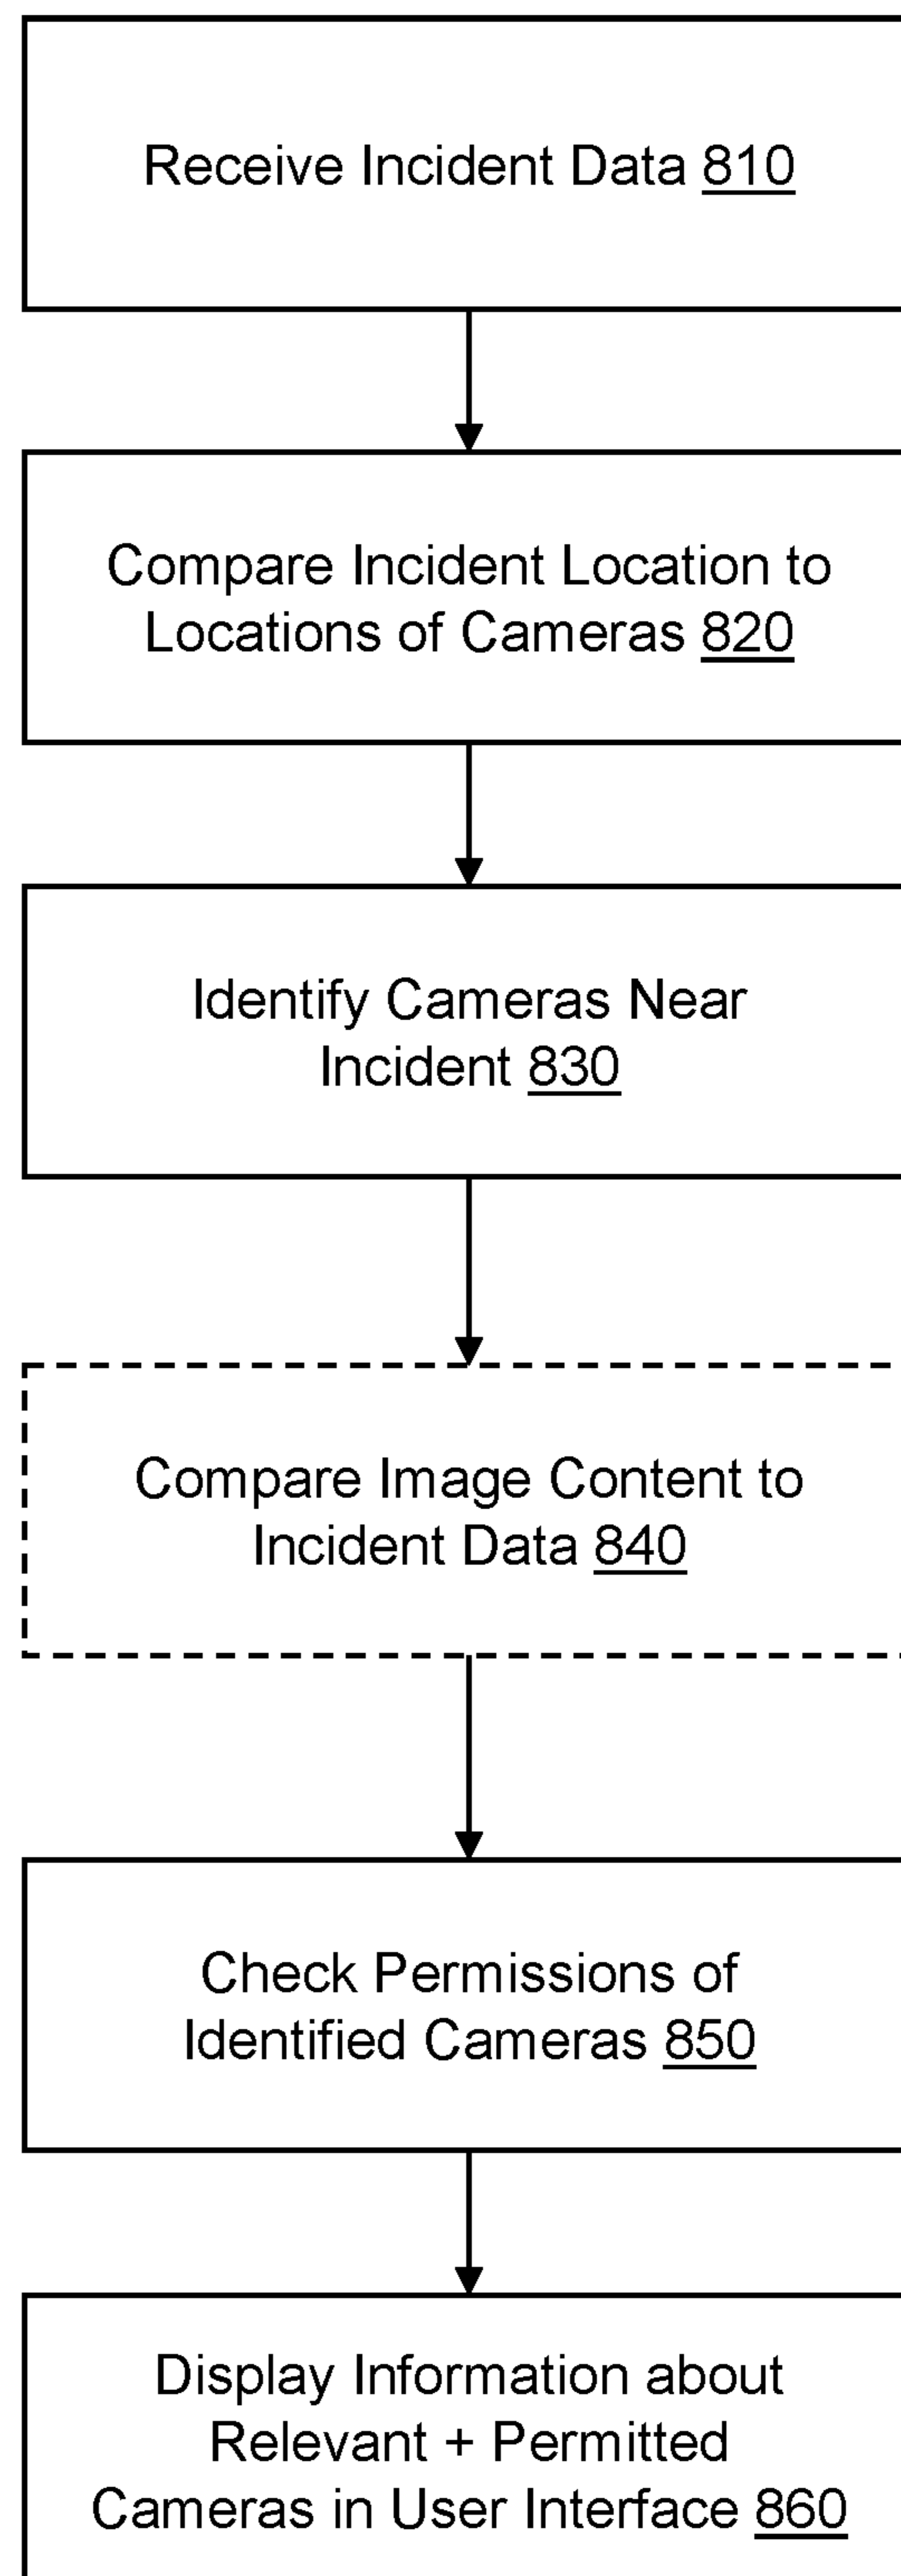 Receive Incident Data 810
Compare Incident Location to
Locations of Cameras 820
Identify Cameras Near
Incident 830
Compare Image Content to
Incident Data 840
Check Permissions of
Identified Cameras 850
Display Information about
Relevant + Permitted
Cameras in User Interface 860